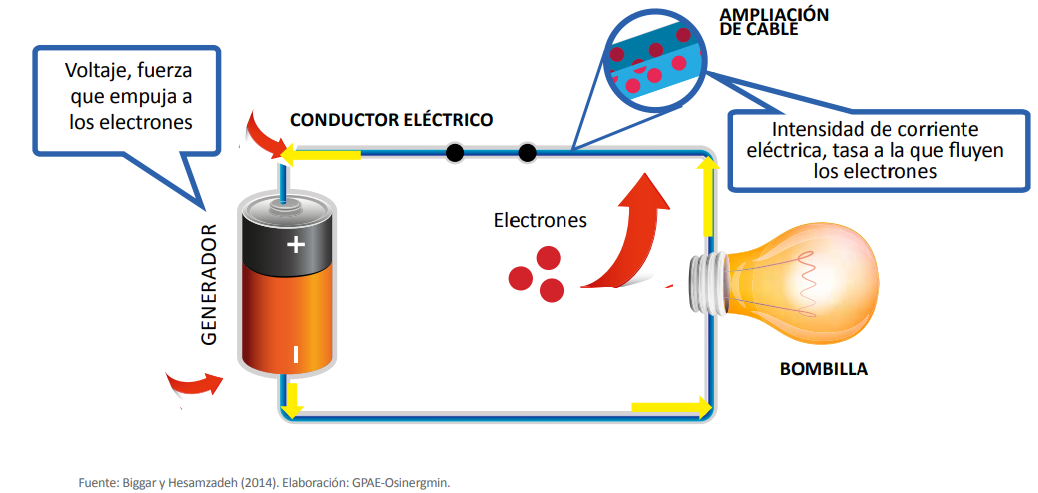 AMPLIACIÓN
DE CABLE
Voltaje, fuerza
que empuja a
los electrones
CONDUCTOR ELÉCTRICO
Intensidad de corriente
eléctrica, tasa a la que fluyen
los electrones
Electrones
GENERADOR
+
–
BOMBILLA
Fuente: Biggar y Hesamzadeh (2014). Elaboración: GPAE-Osinergmin.